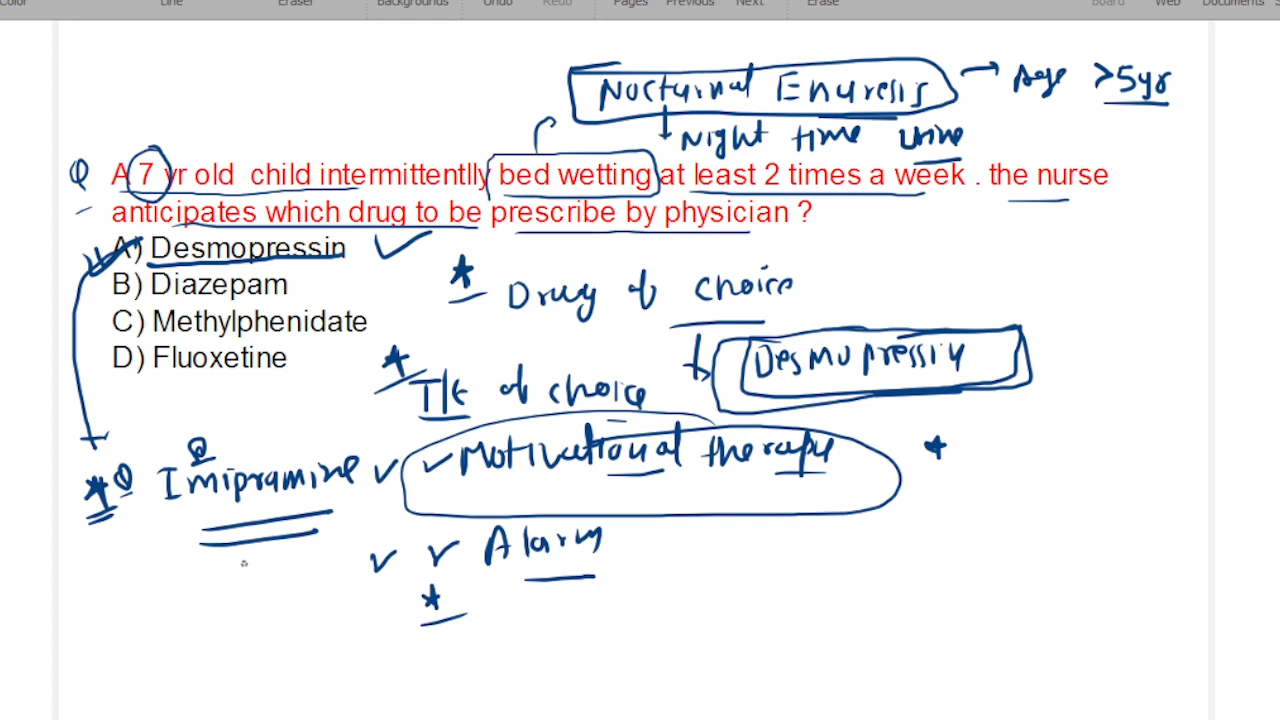 Color Line Eraser Backgrounds Undo Redo Pages Previous Next Erase Board Web Documents
Nocturnal Enuresis → Age >5yr
Night time urine
Q A 7 yr old child intermittentlly bed wetting at least 2 times a week . the nurse
anticipates which drug to be prescribe by physician ?
A) Desmopressin
B) Diazepam
C) Methylphenidate
D) Fluoxetine
Drug of choice
Desmopressin
T/t of choice
Motivational therapy
Imipramine
Alarm